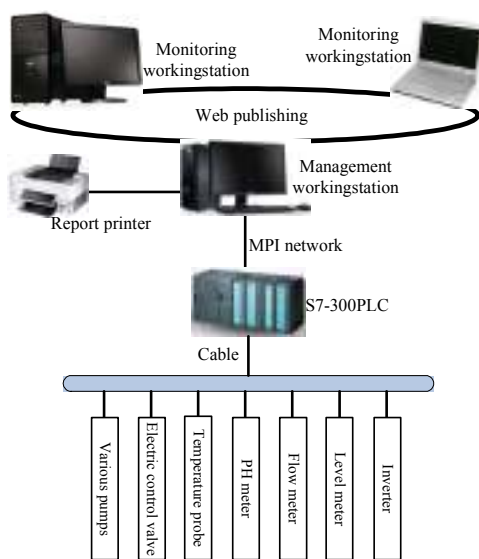 Monitoring
workingstation
Monitoring
workingstation
Web publishing
Management
workingstation
Report printer
MPI network
S7-300PLC
Cable
Various pumps
Electric control valve
Temperature probe
PH meter
Flow meter
Level meter
Inverter